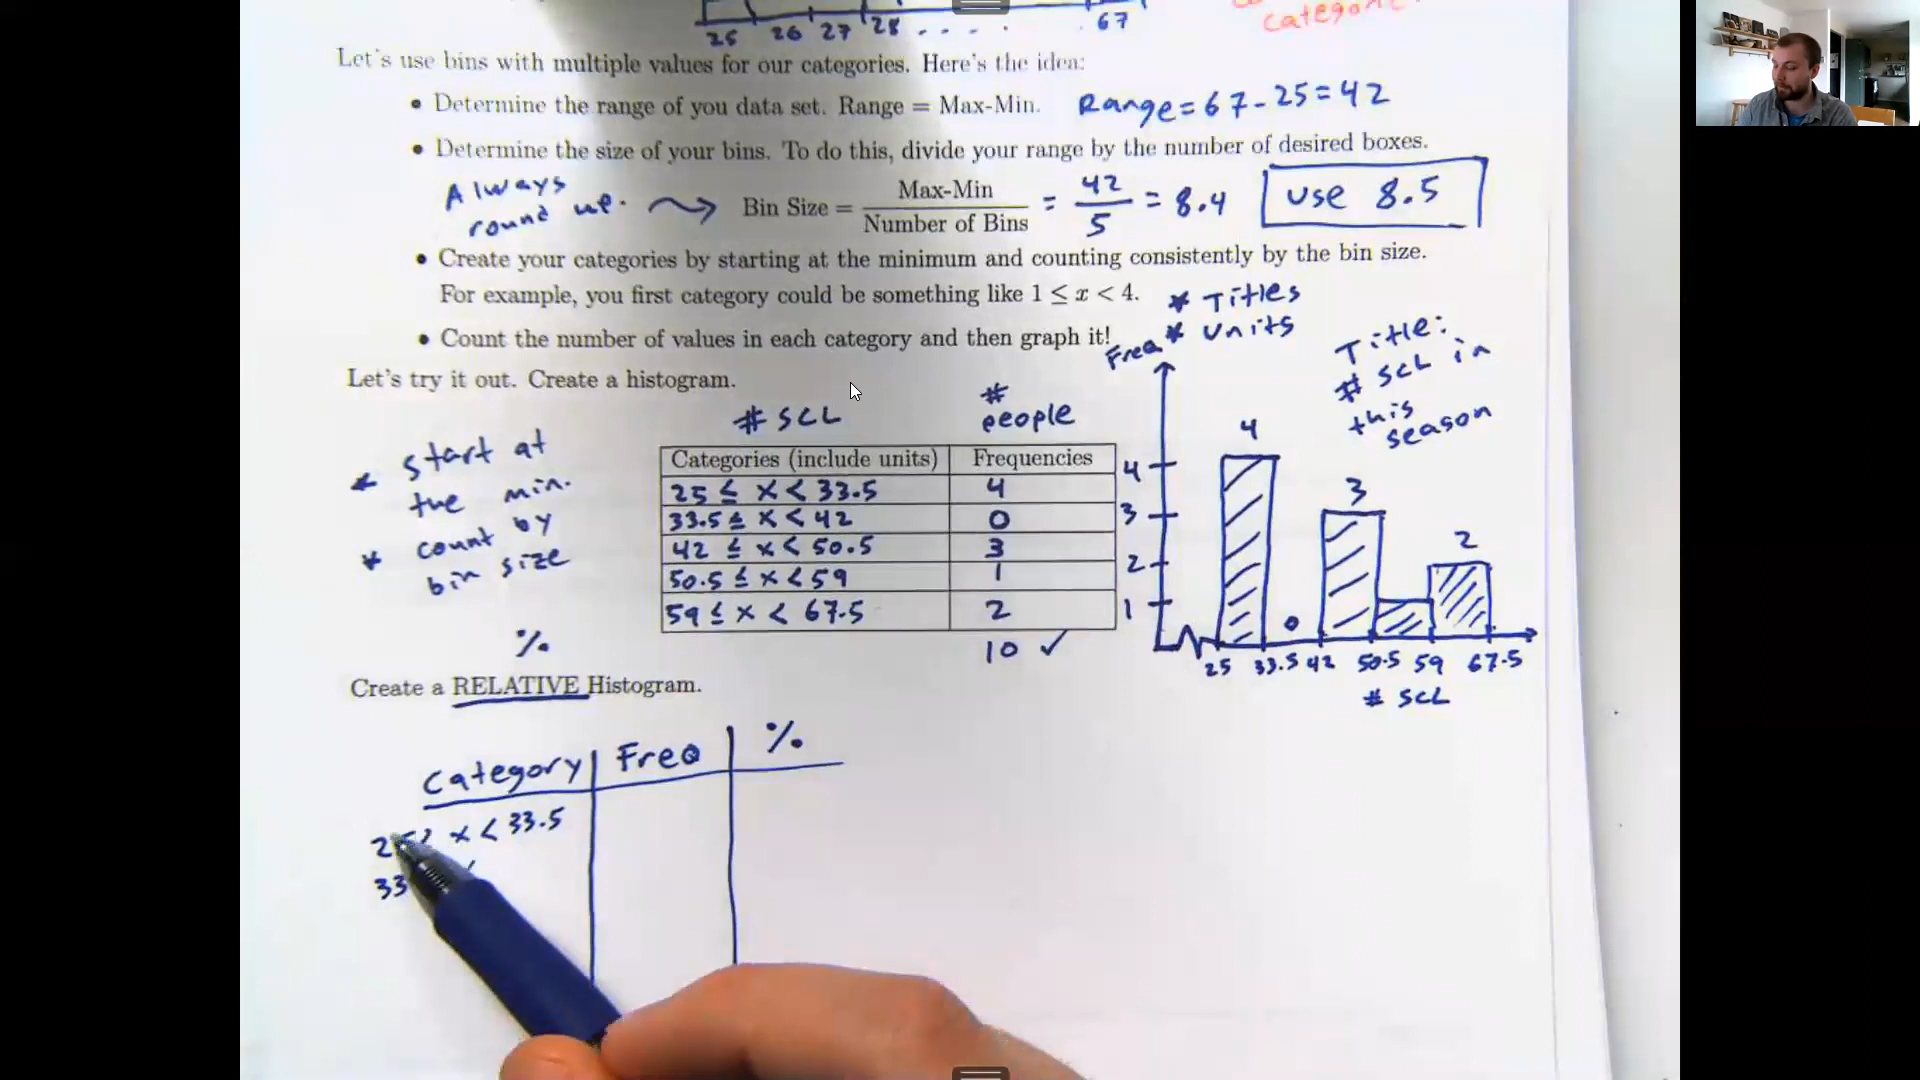 25 26 27 28 . . . . . 67
categor
Let's use bins with multiple values for our categories. Here's the idea:
• Determine the range of you data set. Range = Max-Min. Range = 67 - 25 = 42
• Determine the size of your bins. To do this, divide your range by the number of desired boxes.
Always round up.
Bin Size = Max-Min / Number of Bins = 42 / 5 = 8.4 use 8.5
• Create your categories by starting at the minimum and counting consistently by the bin size.
For example, you first category could be something like 1 ≤ x < 4.
* Titles
* Units
• Count the number of values in each category and then graph it!
Let's try it out. Create a histogram.
* start at
the min.
* count by
bin size
# SCL
# people
Categories (include units) Frequencies
25 ≤ x < 33.5 4
33.5 ≤ x < 42 0
42 ≤ x < 50.5 3
50.5 ≤ x < 59 1
59 ≤ x < 67.5 2
10 ✓
Freq
Title:
# SCL in
this
season
4
3
2
1
4 0 3 2
25 33.5 42 50.5 59 67.5
# SCL
%
Create a RELATIVE Histogram.
Category Freq %
x < 33.5
33